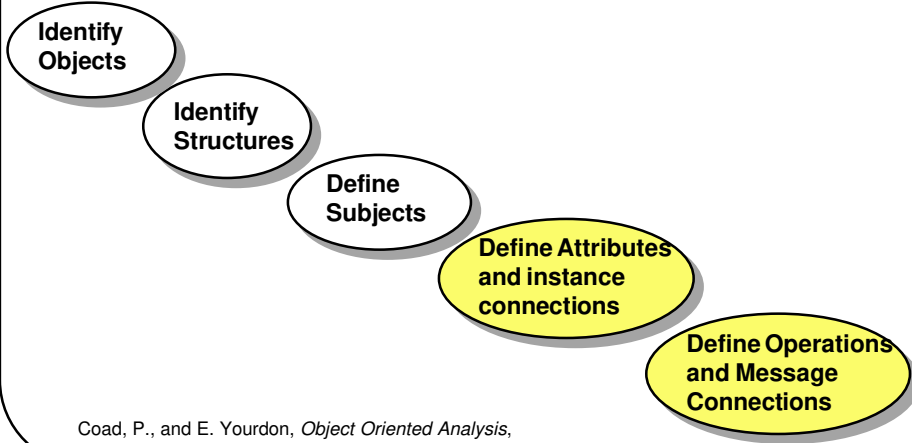 Identify
Objects
Identify
Structures
Define
Subjects
Define Attributes
and instance
connections
Define Operations
and Message
Connections
Coad, P., and E. Yourdon, Object Oriented Analysis,